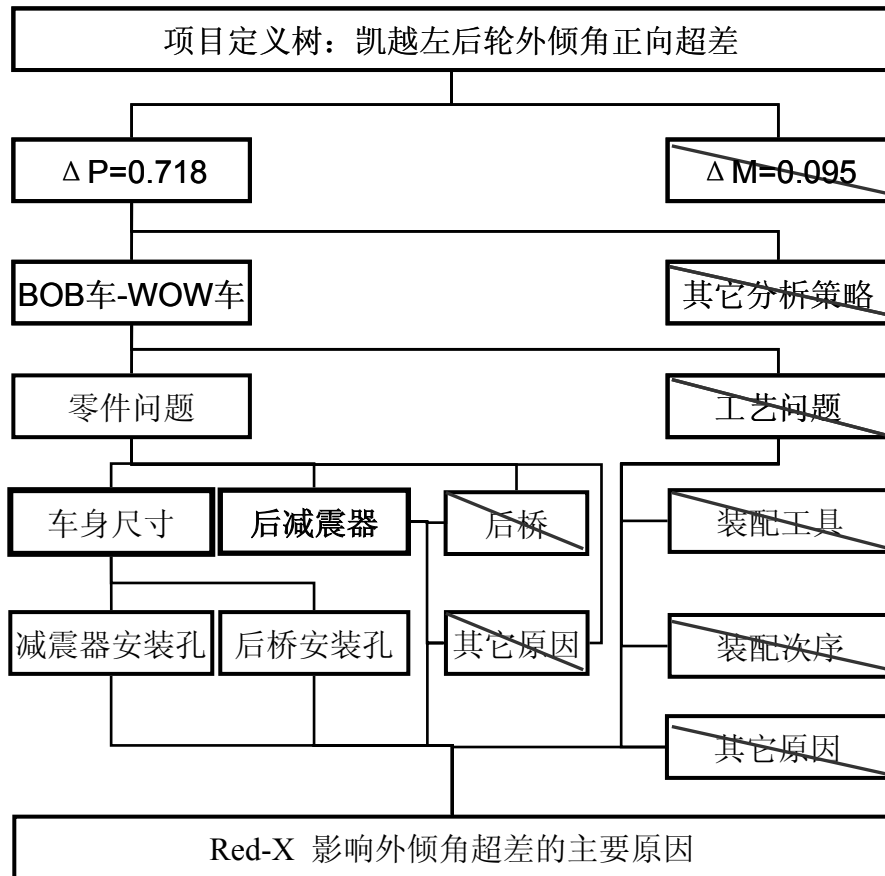 项目定义树：凯越左后轮外倾角正向超差
Δ P=0.718
Δ M=0.095
BOB车-WOW车
其它分析策略
零件问题
工艺问题
车身尺寸
后减震器
后桥
装配工具
减震器安装孔
后桥安装孔
其它原因
装配次序
其它原因
Red-X 影响外倾角超差的主要原因